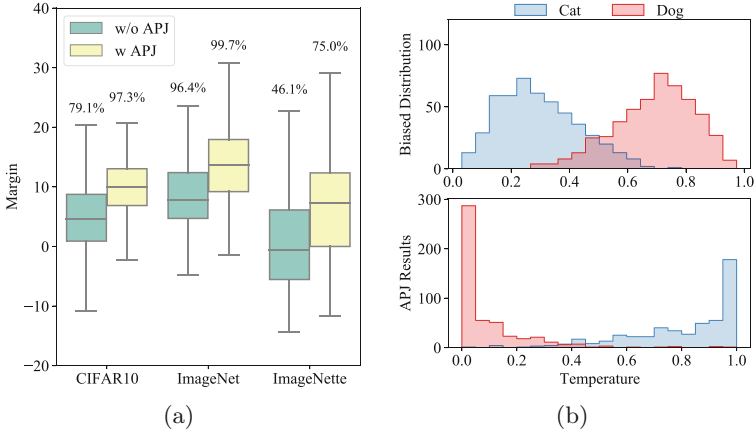 40
30
20
10
0
−10
−20
Margin
w/o APJ
w APJ
79.1%
97.3%
96.4%
99.7%
46.1%
75.0%
CIFAR10 ImageNet ImageNette
(a)
Cat Dog
100
50
0
Biased Distribution
0.0 0.2 0.4 0.6 0.8 1.0
300
200
100
0
APJ Results
0.0 0.2 0.4 0.6 0.8 1.0
Temperature
(b)